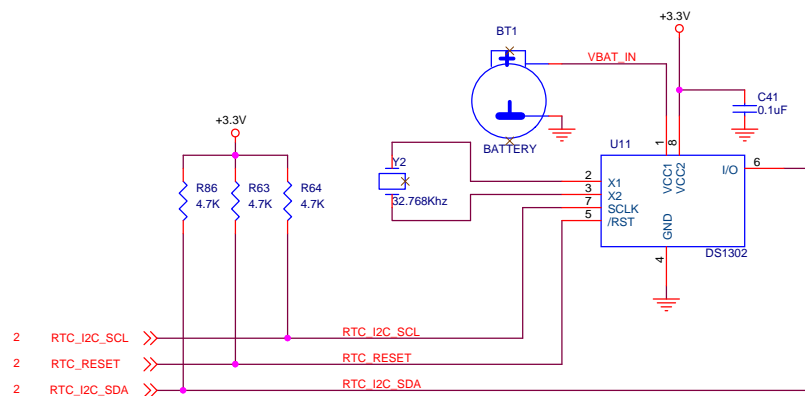 +3.3V
BT1
VBAT_IN
C41
0.1uF
+3.3V
BATTERY
U11
1
8
6
Y2
R86
4.7K
R63
4.7K
R64
4.7K
32.768Khz
2
3
7
5
X1
X2
SCLK
/RST
VCC1
VCC2
I/O
GND
4
DS1302
2 RTC_I2C_SCL RTC_I2C_SCL
2 RTC_RESET RTC_RESET
2 RTC_I2C_SDA RTC_I2C_SDA